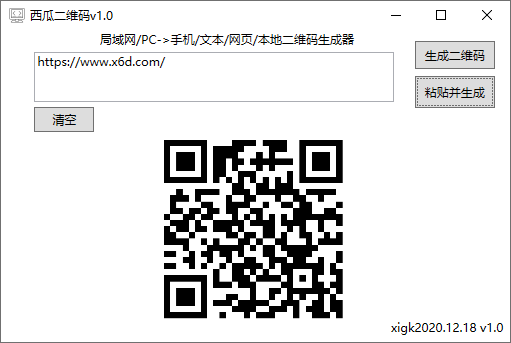 西瓜二维码v1.0
局域网/PC->手机/文本/网页/本地二维码生成器
https://www.x6d.com/
生成二维码
粘贴并生成
清空
xigk2020.12.18 v1.0